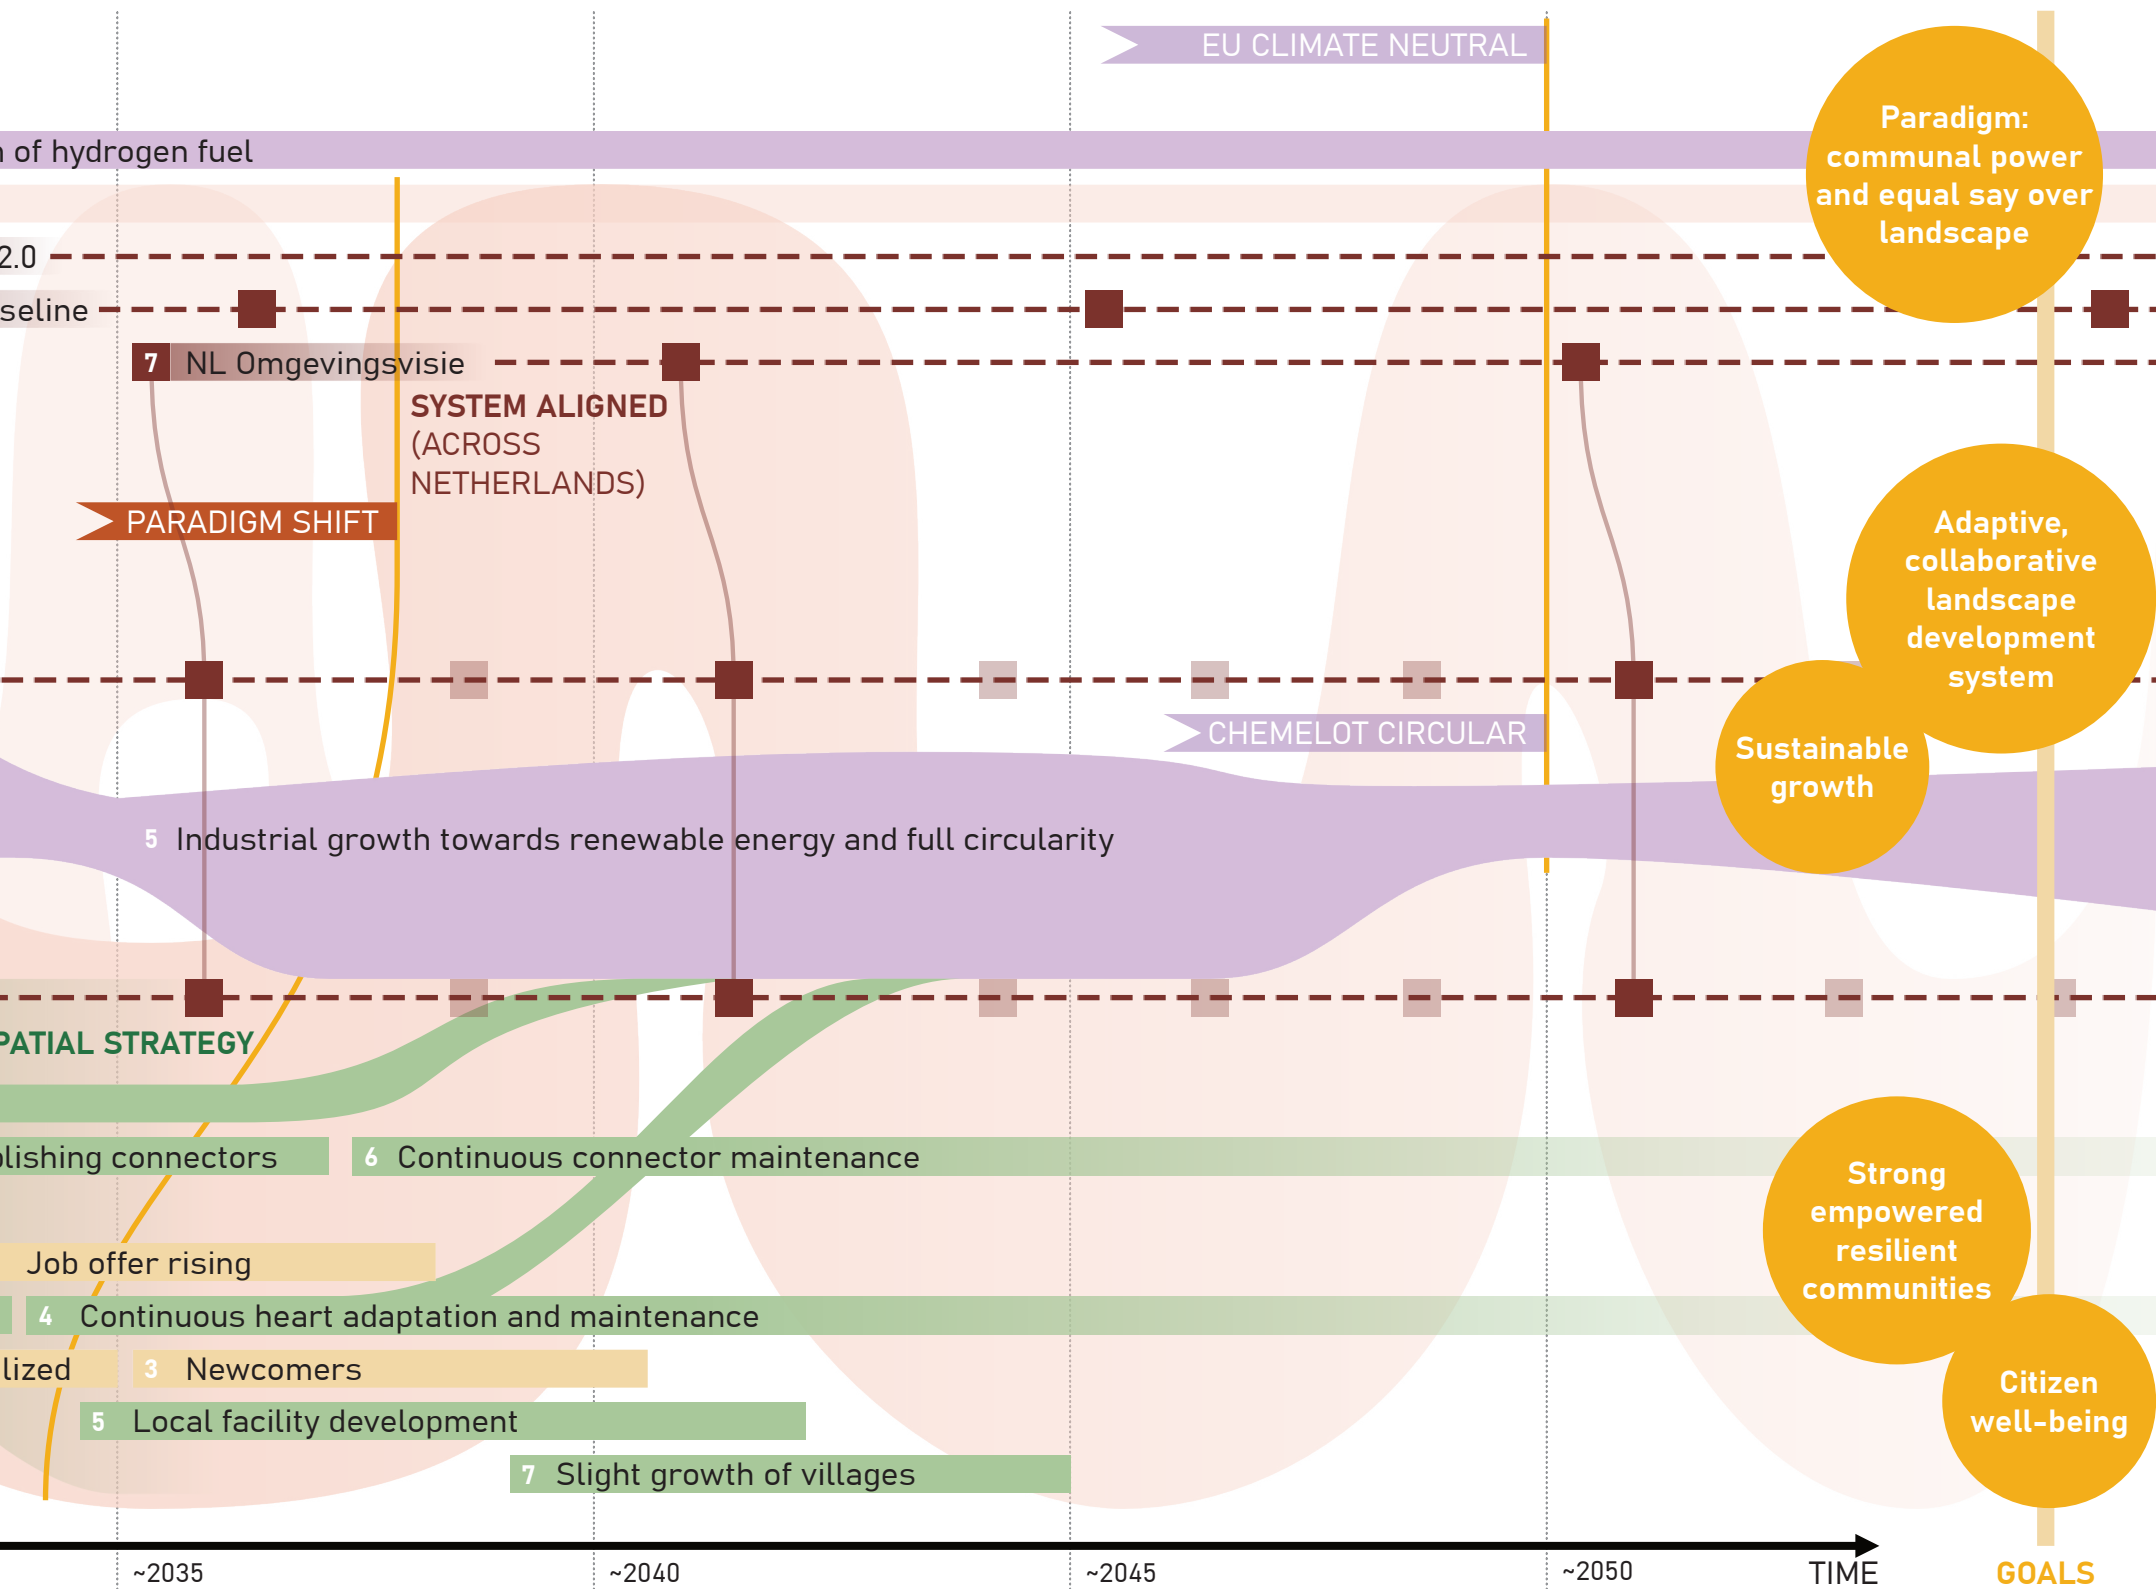 EU CLIMATE NEUTRAL
of hydrogen fuel
2.0
seline
7 NL Omgevingsvisie
SYSTEM ALIGNED
(ACROSS
NETHERLANDS)
PARADIGM SHIFT
CHEMELOT CIRCULAR
5 Industrial growth towards renewable energy and full circularity
PATIAL STRATEGY
lishing connectors
6 Continuous connector maintenance
Job offer rising
4 Continuous heart adaptation and maintenance
lized
3 Newcomers
5 Local facility development
7 Slight growth of villages
Paradigm:
communal power
and equal say over
landscape
Adaptive,
collaborative
landscape
development
system
Sustainable
growth
Strong
empowered
resilient
communities
Citizen
well-being
~2035
~2040
~2045
~2050
TIME
GOALS